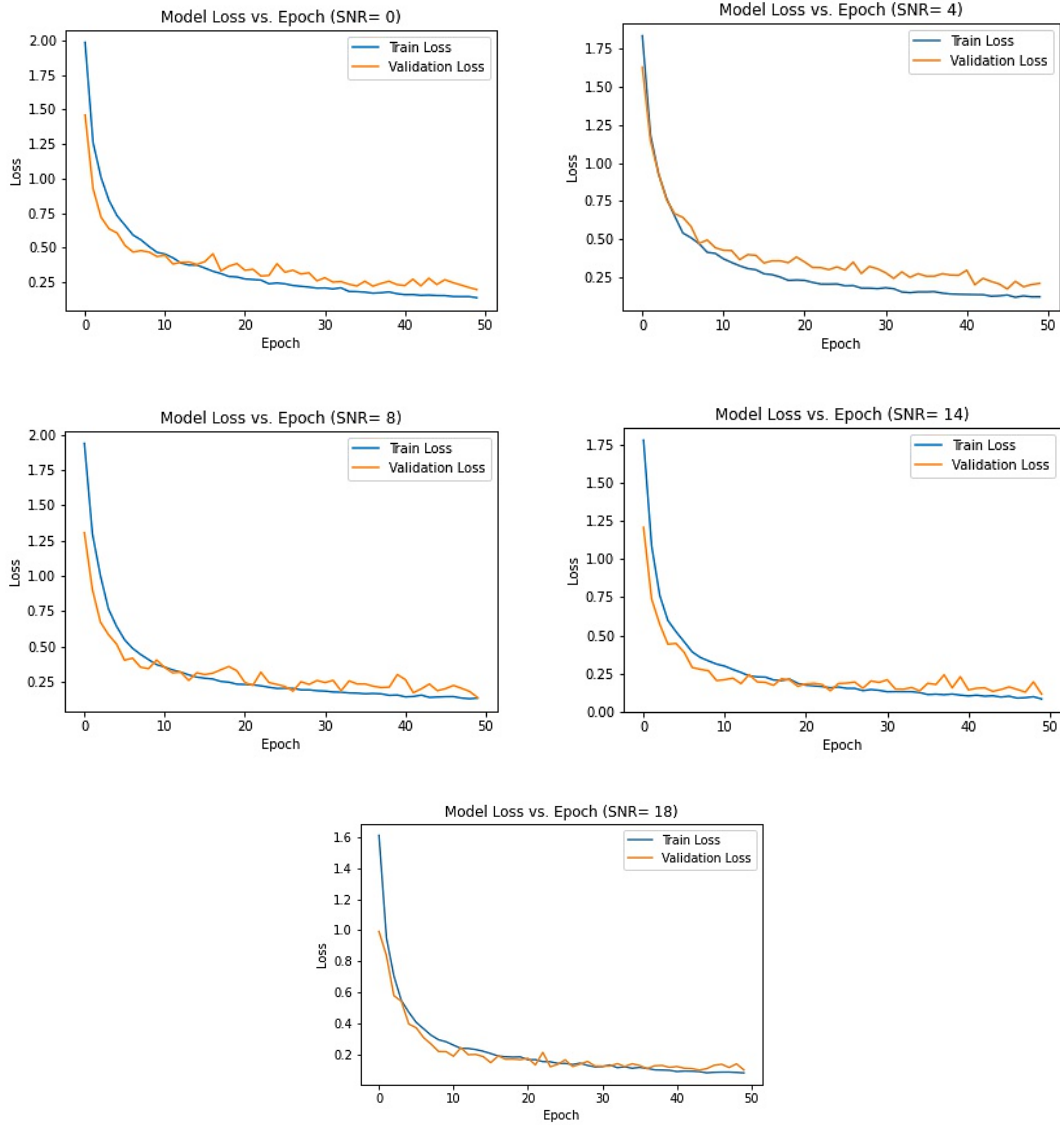 Model Loss vs. Epoch (SNR= 0)
Train Loss
Validation Loss
2.00
1.75
1.50
1.25
1.00
0.75
0.50
0.25
Loss
0 10 20 30 40 50
Epoch
Model Loss vs. Epoch (SNR= 4)
Train Loss
Validation Loss
1.75
1.50
1.25
1.00
0.75
0.50
0.25
Loss
0 10 20 30 40 50
Epoch
Model Loss vs. Epoch (SNR= 8)
Train Loss
Validation Loss
2.00
1.75
1.50
1.25
1.00
0.75
0.50
0.25
Loss
0 10 20 30 40 50
Epoch
Model Loss vs. Epoch (SNR= 14)
Train Loss
Validation Loss
1.75
1.50
1.25
1.00
0.75
0.50
0.25
0.00
Loss
0 10 20 30 40 50
Epoch
Model Loss vs. Epoch (SNR= 18)
Train Loss
Validation Loss
1.6
1.4
1.2
1.0
0.8
0.6
0.4
0.2
Loss
0 10 20 30 40 50
Epoch